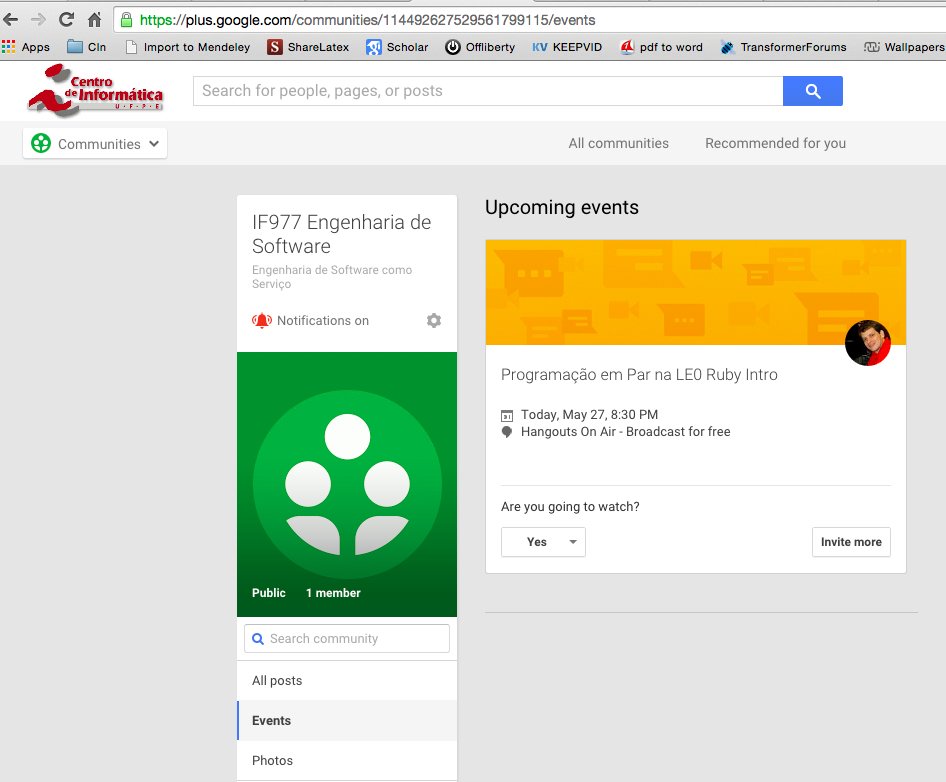 https://plus.google.com/communities/114492627529561799115/events
Apps CIn Import to Mendeley ShareLatex Scholar Offliberty KV KEEPVID pdf to word TransformerForums Wallpapers
Centro
de Informática
U · F · P · E
Search for people, pages, or posts
Communities All communities Recommended for you
IF977 Engenharia de
Software
Engenharia de Software como
Serviço
Notifications on
Public 1 member
Search community
All posts
Events
Photos
Upcoming events
Programação em Par na LE0 Ruby Intro
31 Today, May 27, 8:30 PM
Hangouts On Air - Broadcast for free
Are you going to watch?
Yes Invite more